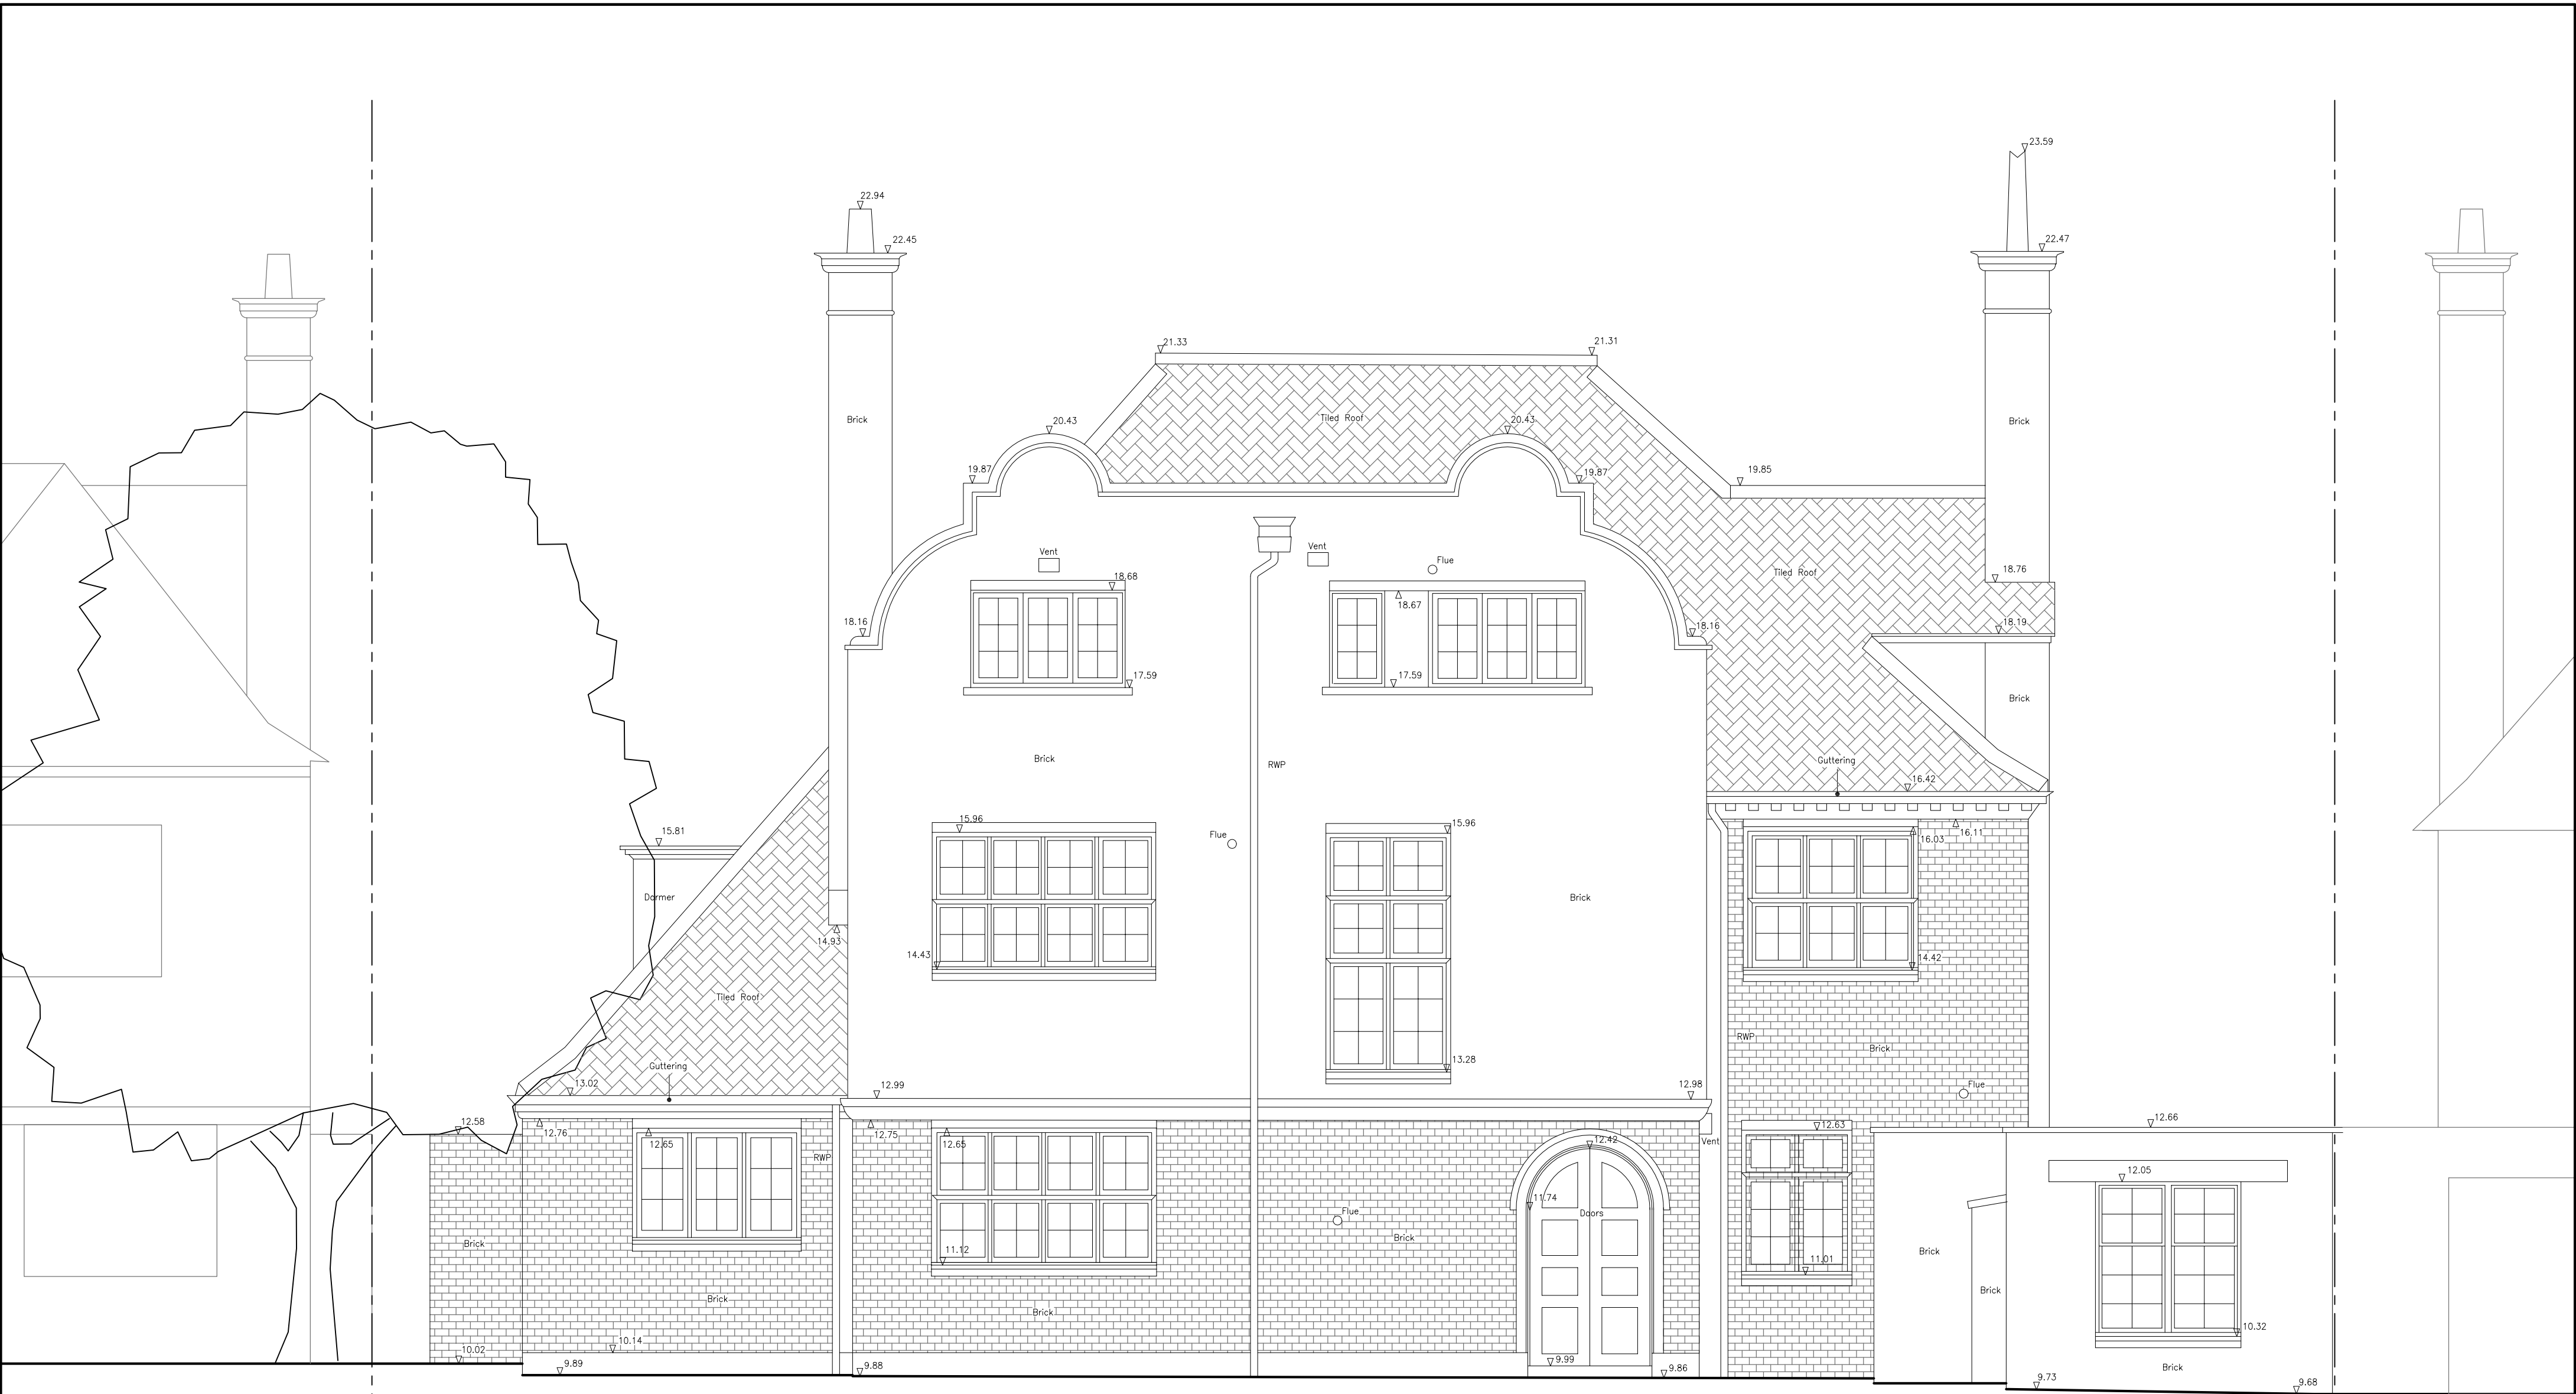 23.59
22.94
22.45
22.47
21.33
21.31
Brick
Tiled Roof
20.43
20.43
Brick
19.87
19.87
19.85
Vent
Vent
Flue
Tiled Roof
18.76
18.68
18.67
18.16
18.16
18.19
17.59
17.59
Brick
Brick
RWP
Guttering
16.42
15.96
15.96
16.11
16.03
15.81
Flue
Dormer
Brick
14.93
14.43
14.42
Tiled Roof
RWP
Brick
Guttering
13.28
13.02
12.99
12.98
Flue
12.58
12.76
12.65
12.75
12.65
12.42
Vent
12.63
12.66
RWP
12.05
11.74
Flue
Doors
Brick
Brick
Brick
11.12
11.01
Brick
Brick
Brick
10.32
10.14
10.02
9.89
9.88
9.99
9.86
Brick
9.73
9.68